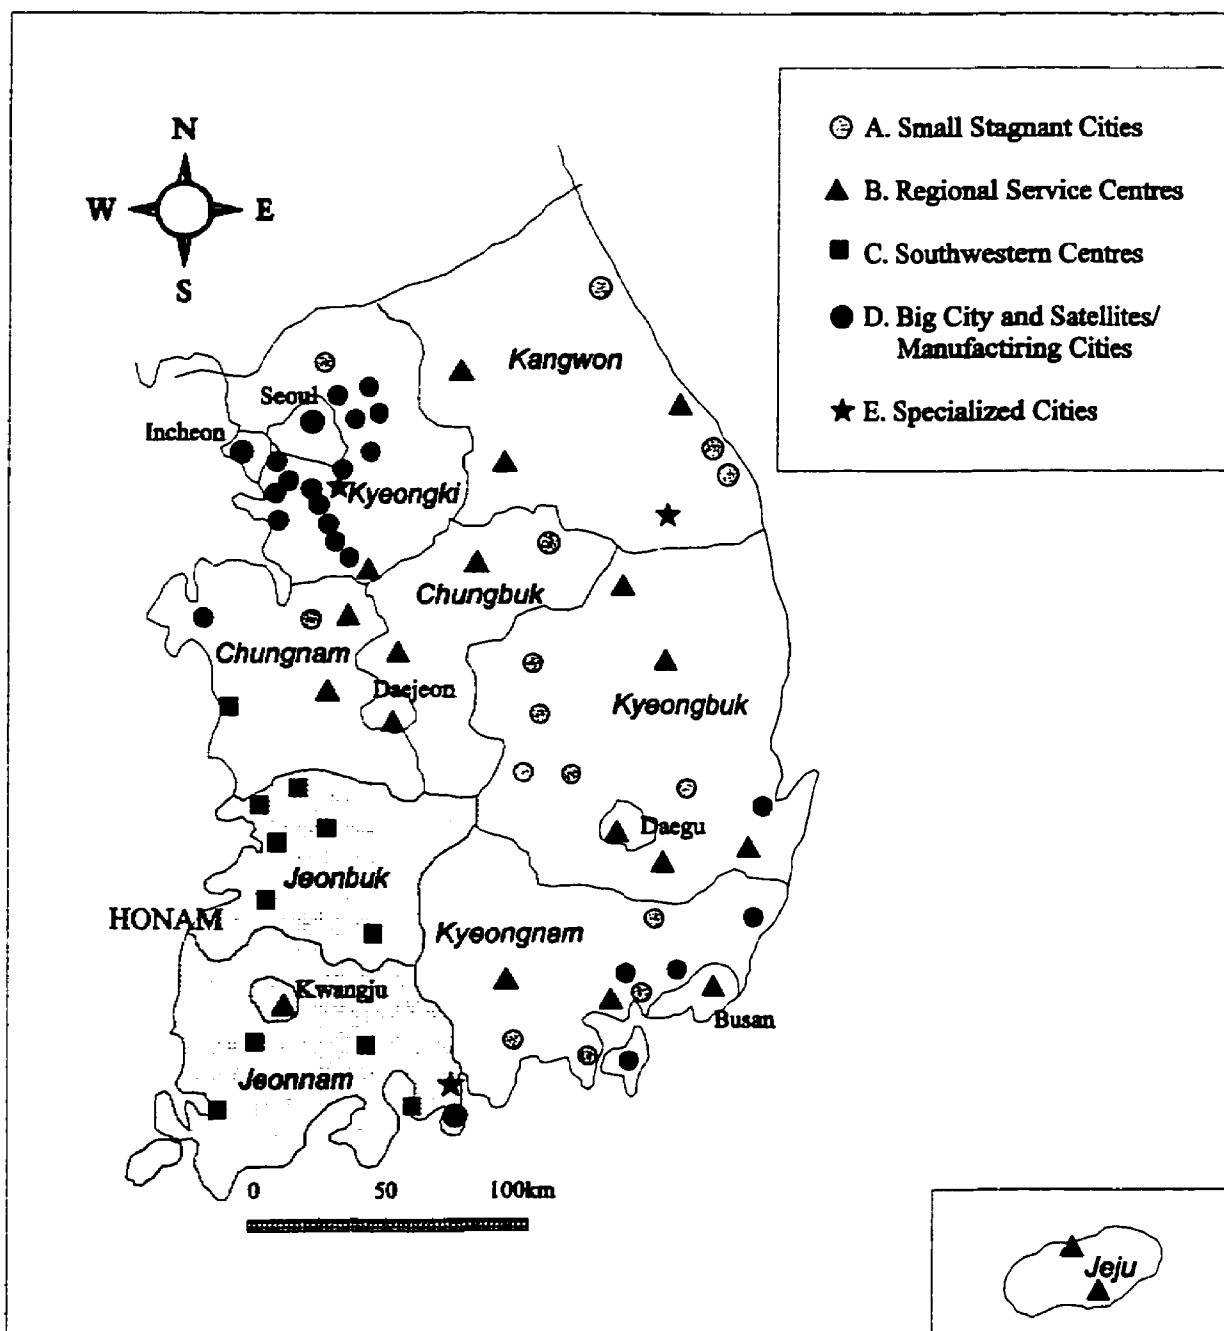 N
W E
S
A. Small Stagnant Cities
B. Regional Service Centres
C. Southwestern Centres
D. Big City and Satellites/
Manufactiring Cities
E. Specialized Cities
Kangwon
Seoul
Incheon
Kyeongki
Chungbuk
Chungnam
Daejeon
Kyeongbuk
Daegu
Jeonbuk
HONAM
Kyeongnam
Kwangju
Busan
Jeonnam
0 50 100km
Jeju